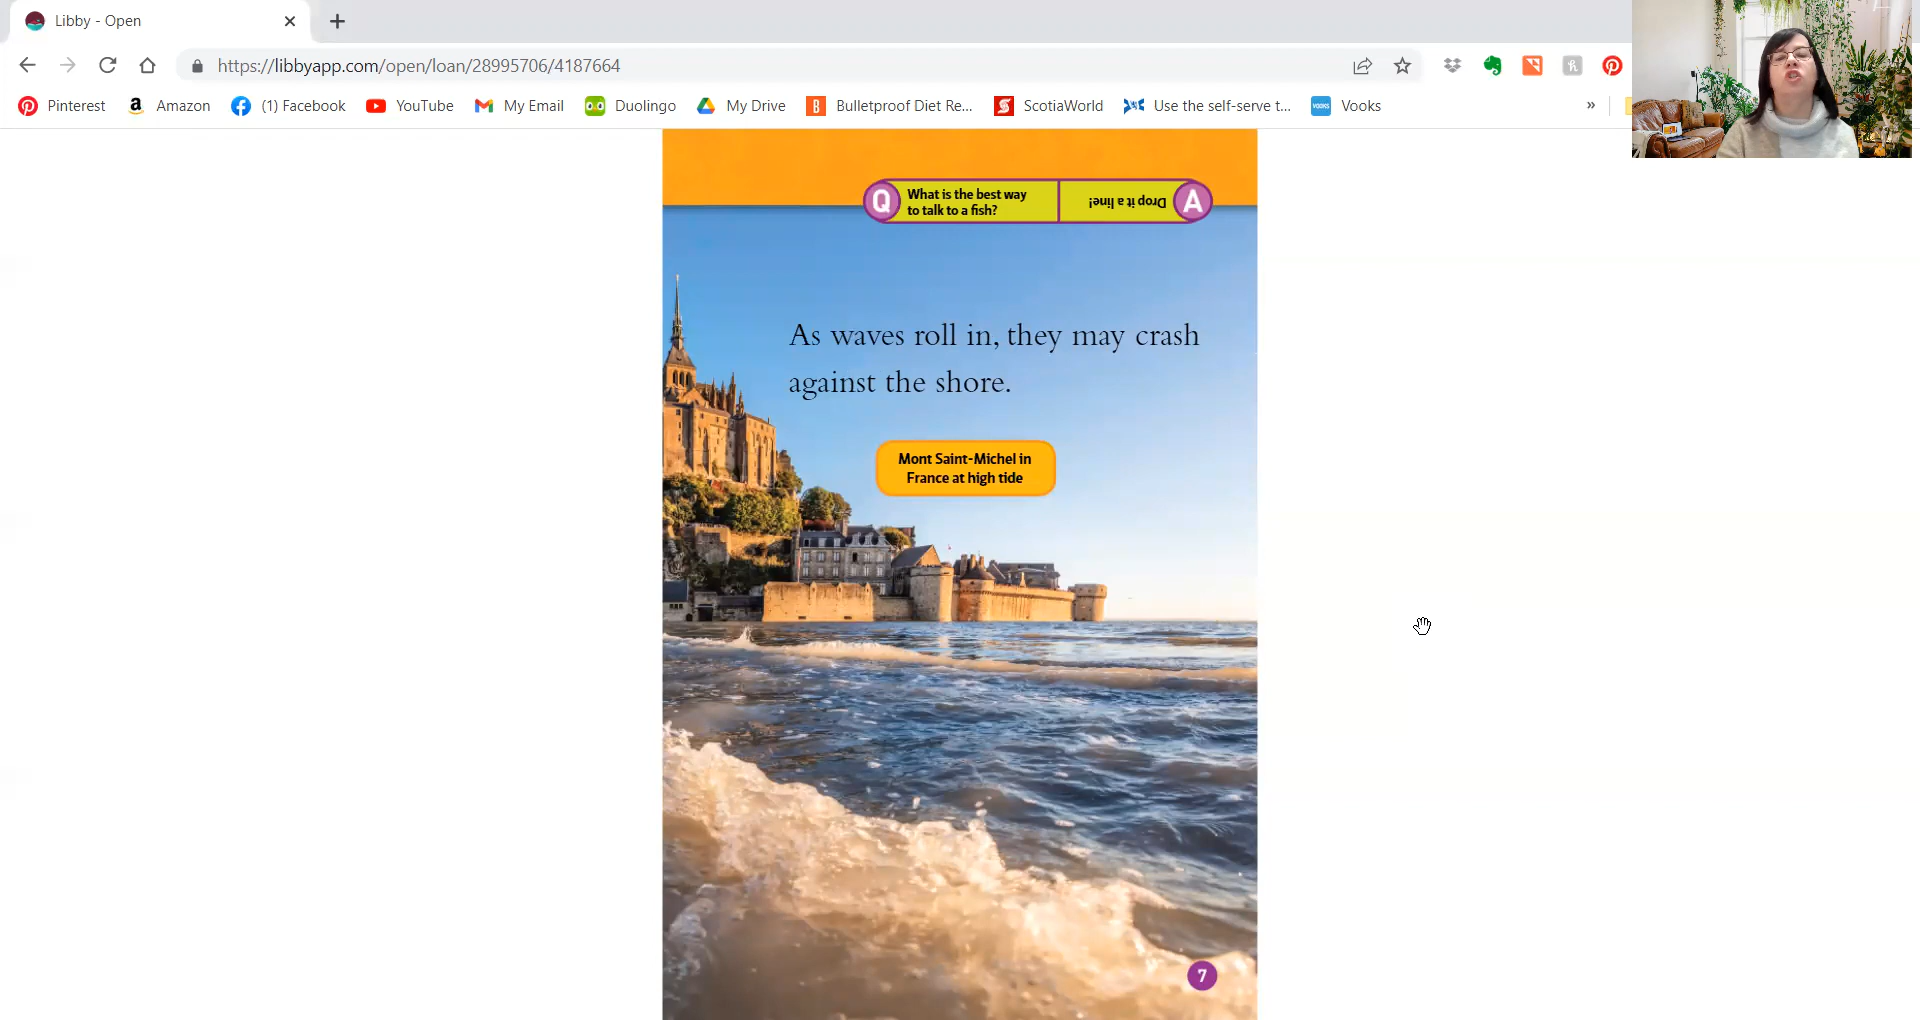 Libby - Open
https://libbyapp.com/open/loan/28995706/4187664
Pinterest
Amazon
(1) Facebook
YouTube
My Email
Duolingo
My Drive
Bulletproof Diet Re...
ScotiaWorld
Use the self-serve t...
Vooks
Q
What is the best way
to talk to a fish?
Drop it a line!
A
As waves roll in, they may crash
against the shore.
Mont Saint-Michel in
France at high tide
7